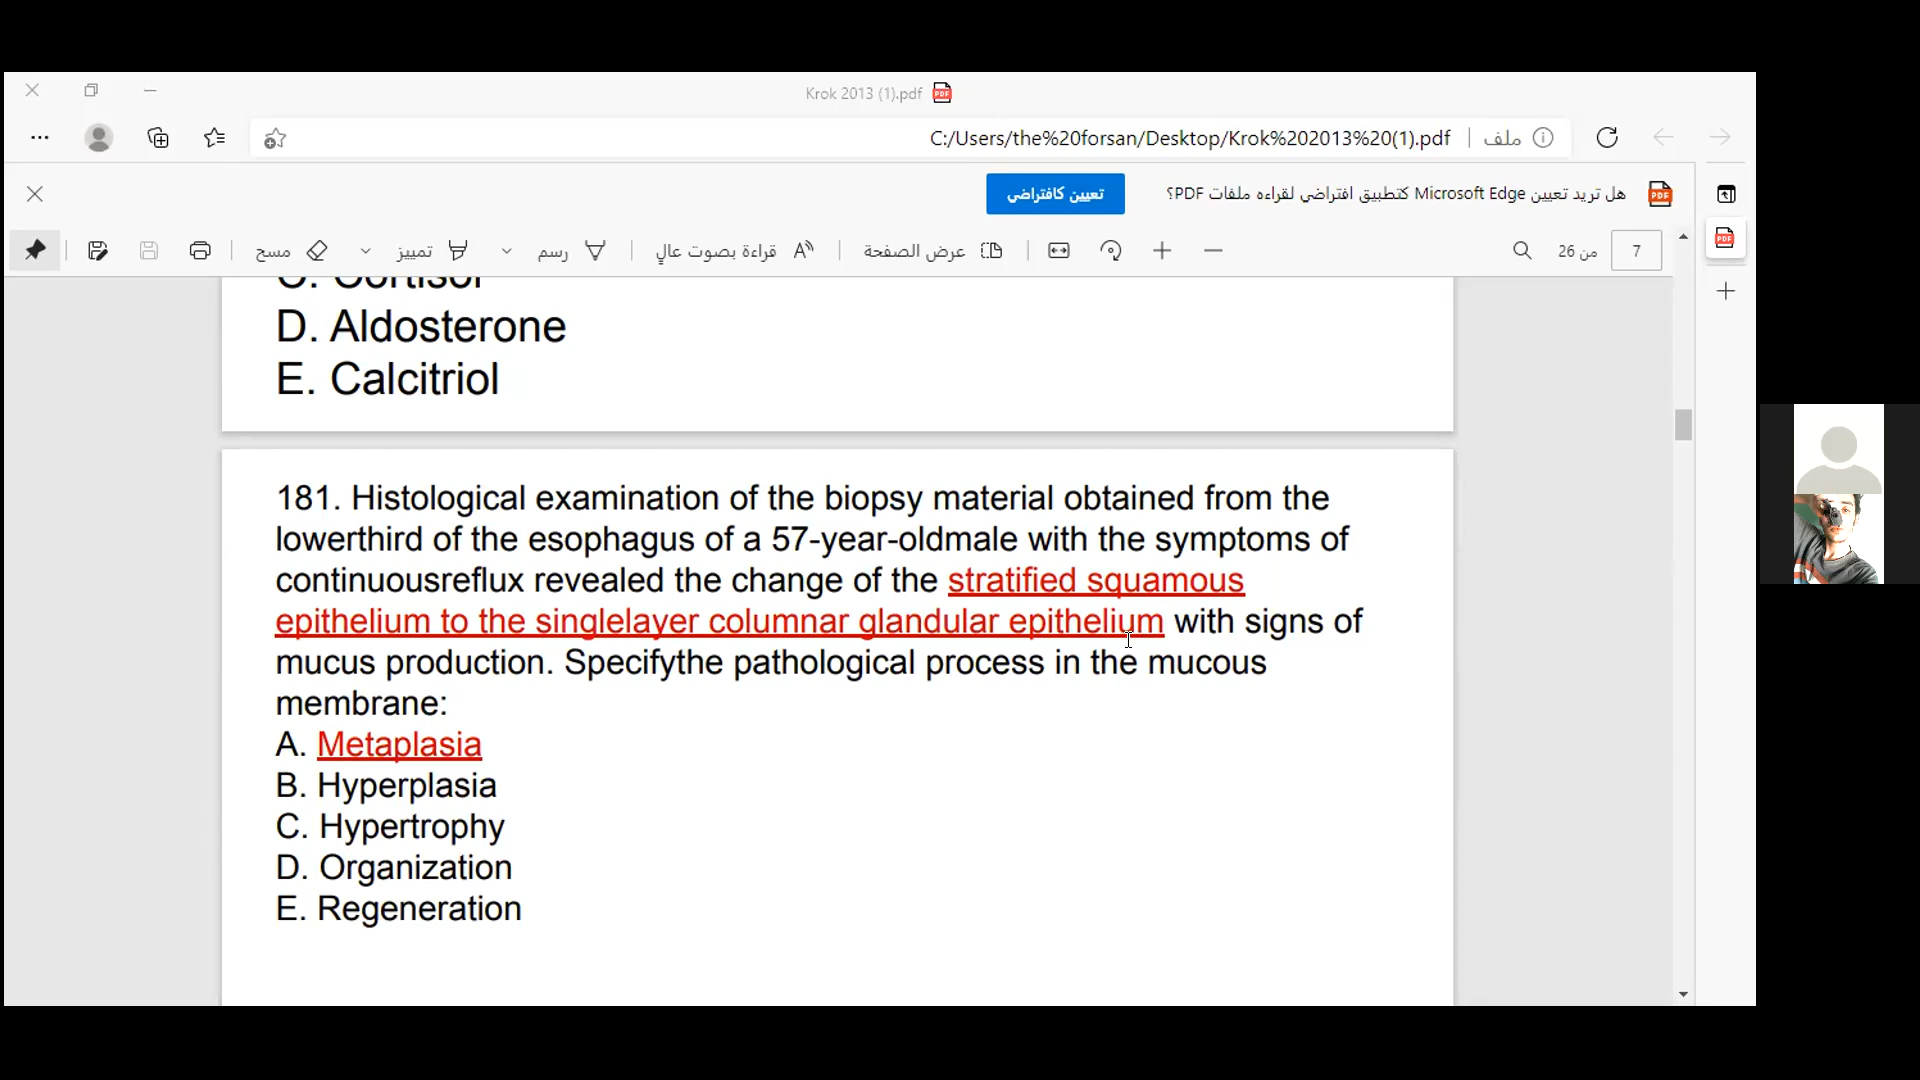 Krok 2013 (1).pdf
C:/Users/the%20forsan/Desktop/Krok%202013%20(1).pdf
ملف
هل تريد تعيين Microsoft Edge كتطبيق افتراضي لقراءه ملفات PDF؟
تعيين كافتراضي
7
من 26
عرض الصفحة
قراءة بصوت عالٍ
رسم
تمييز
مسح
C. Cortisol
D. Aldosterone
E. Calcitriol
181. Histological examination of the biopsy material obtained from the
lowerthird of the esophagus of a 57-year-oldmale with the symptoms of
continuousreflux revealed the change of the stratified squamous
epithelium to the singlelayer columnar glandular epithelium with signs of
mucus production. Specifythe pathological process in the mucous
membrane:
A. Metaplasia
B. Hyperplasia
C. Hypertrophy
D. Organization
E. Regeneration